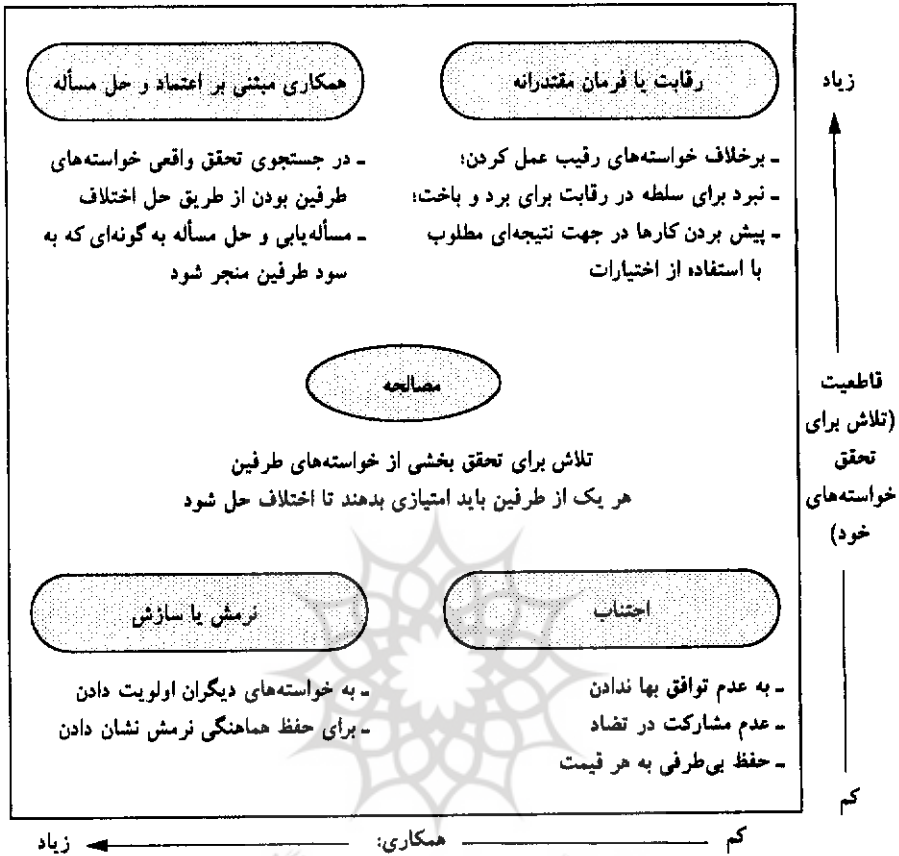 زیاد
رقابت یا فرمان مقتدرانه
ـ برخلاف خواسته‌های رقیب عمل کردن؛
ـ نبرد برای سلطه در رقابت برای برد و باخت؛
ـ پیش بردن کارها در جهت نتیجه‌ای مطلوب
با استفاده از اختیارات
همکاری مبتنی بر اعتماد و حل مسأله
ـ در جستجوی تحقق واقعی خواسته‌های
طرفین بودن از طریق حل اختلاف
ـ مسأله‌یابی و حل مسأله به گونه‌ای که به
سود طرفین منجر شود
قاطعیت
(تلاش برای
تحقق
خواسته‌های
خود)
مصالحه
تلاش برای تحقق بخشی از خواسته‌های طرفین
هر یک از طرفین باید امتیازی بدهند تا اختلاف حل شود
اجتناب
ـ به عدم توافق بها ندادن
ـ عدم مشارکت در تضاد
ـ حفظ بی‌طرفی به هر قیمت
نرمش یا سازش
ـ به خواسته‌های دیگران اولویت دادن
ـ برای حفظ هماهنگی نرمش نشان دادن
کم
کم همکاری: زیاد